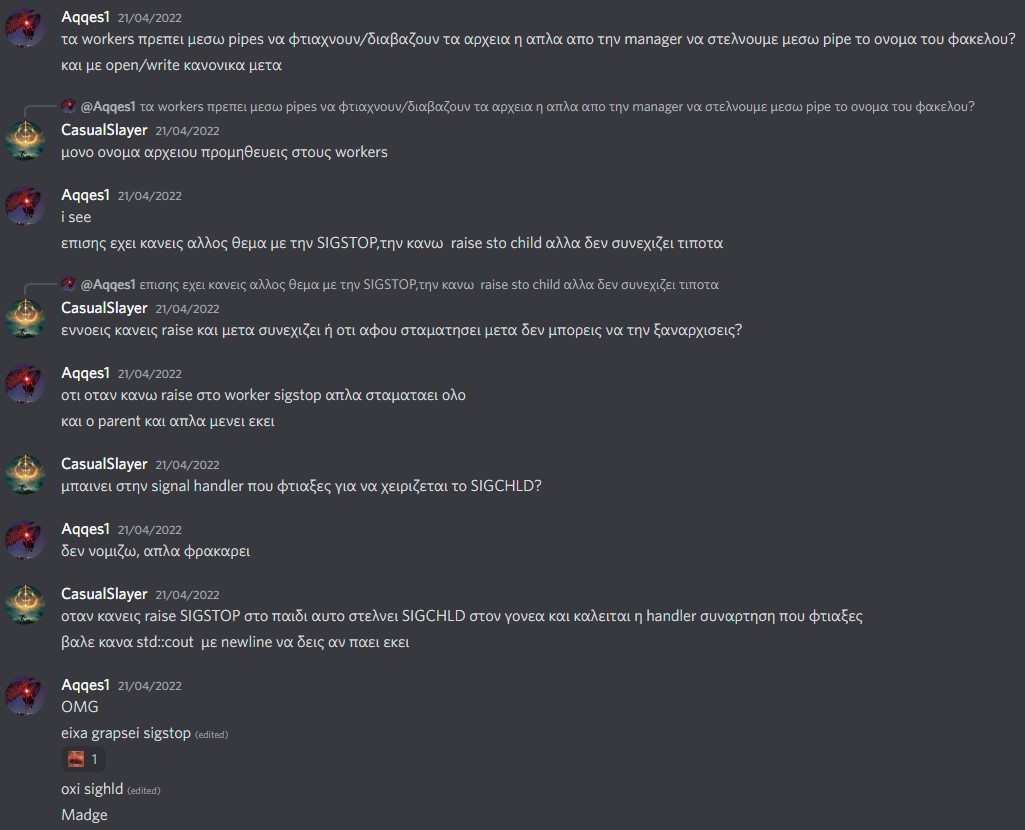 Aqqes1 21/04/2022
τα workers πρεπει μεσω pipes να φτιαχνουν/διαβαζουν τα αρχεια η απλα απο την manager να στελνουμε μεσω pipe το ονομα του φακελου?
και με open/write κανονικα μετα
@Aqqes1 τα workers πρεπει μεσω pipes να φτιαχνουν/διαβαζουν τα αρχεια η απλα απο την manager να στελνουμε μεσω pipe το ονομα του φακελου?
CasualSlayer 21/04/2022
μονο ονομα αρχειου προμηθευεις στους workers
Aqqes1 21/04/2022
i see
επισης εχει κανεις αλλος θεμα με την SIGSTOP,την κανω raise sto child αλλα δεν συνεχιζει τιποτα
@Aqqes1 επισης εχει κανεις αλλος θεμα με την SIGSTOP,την κανω raise sto child αλλα δεν συνεχιζει τιποτα
CasualSlayer 21/04/2022
εννοεις κανεις raise και μετα συνεχιζει ή οτι αφου σταματησει μετα δεν μπορεις να την ξαναρχισεις?
Aqqes1 21/04/2022
οτι οταν κανω raise στο worker sigstop απλα σταματαει ολο
και ο parent και απλα μενει εκει
CasualSlayer 21/04/2022
μπαινει στην signal handler που φτιαξες για να χειριζεται το SIGCHLD?
Aqqes1 21/04/2022
δεν νομιζω, απλα φρακαρει
CasualSlayer 21/04/2022
οταν κανεις raise SIGSTOP στο παιδι αυτο στελνει SIGCHLD στον γονεα και καλειται η handler συναρτηση που φτιαξες
βαλε κανα std::cout με newline να δεις αν παει εκει
Aqqes1 21/04/2022
OMG
eixa grapsei sigstop (edited)
1
oxi sighld (edited)
Madge